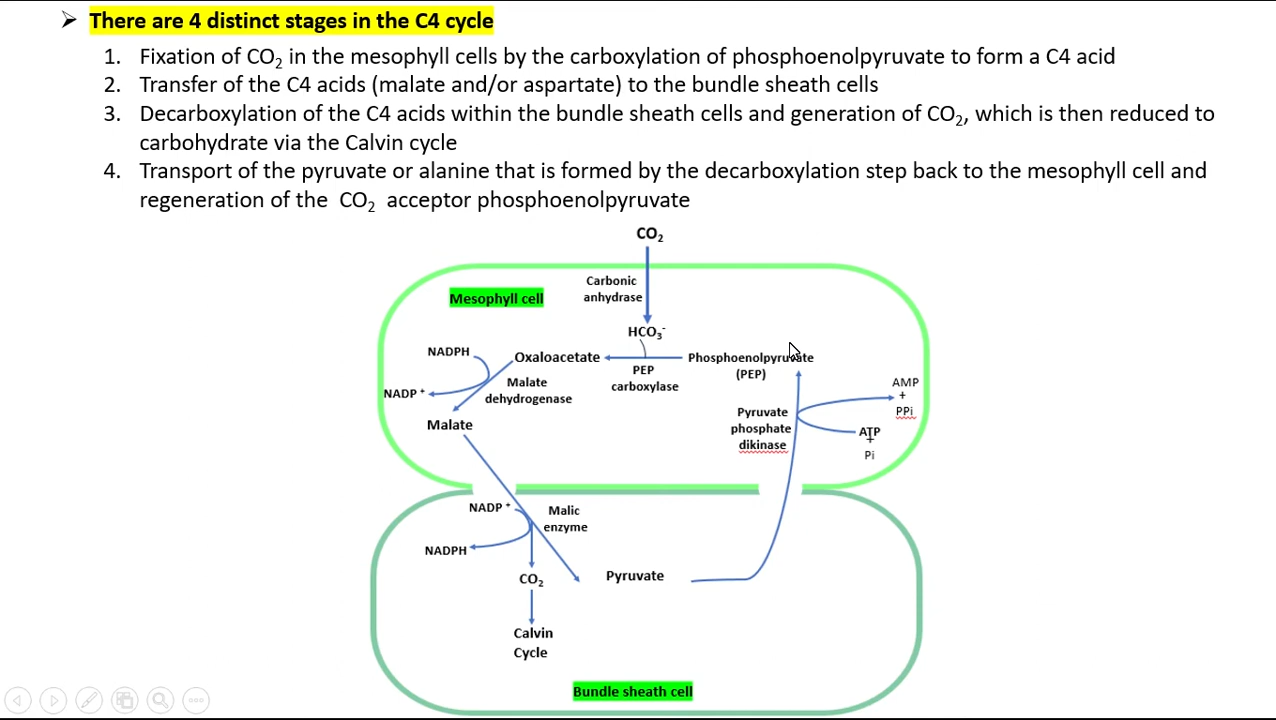 ➢ There are 4 distinct stages in the C4 cycle
1. Fixation of CO₂ in the mesophyll cells by the carboxylation of phosphoenolpyruvate to form a C4 acid
2. Transfer of the C4 acids (malate and/or aspartate) to the bundle sheath cells
3. Decarboxylation of the C4 acids within the bundle sheath cells and generation of CO₂, which is then reduced to
carbohydrate via the Calvin cycle
4. Transport of the pyruvate or alanine that is formed by the decarboxylation step back to the mesophyll cell and
regeneration of the CO₂ acceptor phosphoenolpyruvate
CO₂
Carbonic
anhydrase
Mesophyll cell
HCO₃⁻
NADPH
Oxaloacetate
Phosphoenolpyruvate
(PEP)
PEP
carboxylase
Malate
dehydrogenase
NADP⁺
AMP
+
PPi
Pyruvate
phosphate
dikinase
Malate
ATP
+
Pi
NADP⁺
Malic
enzyme
NADPH
CO₂
Pyruvate
Calvin
Cycle
Bundle sheath cell